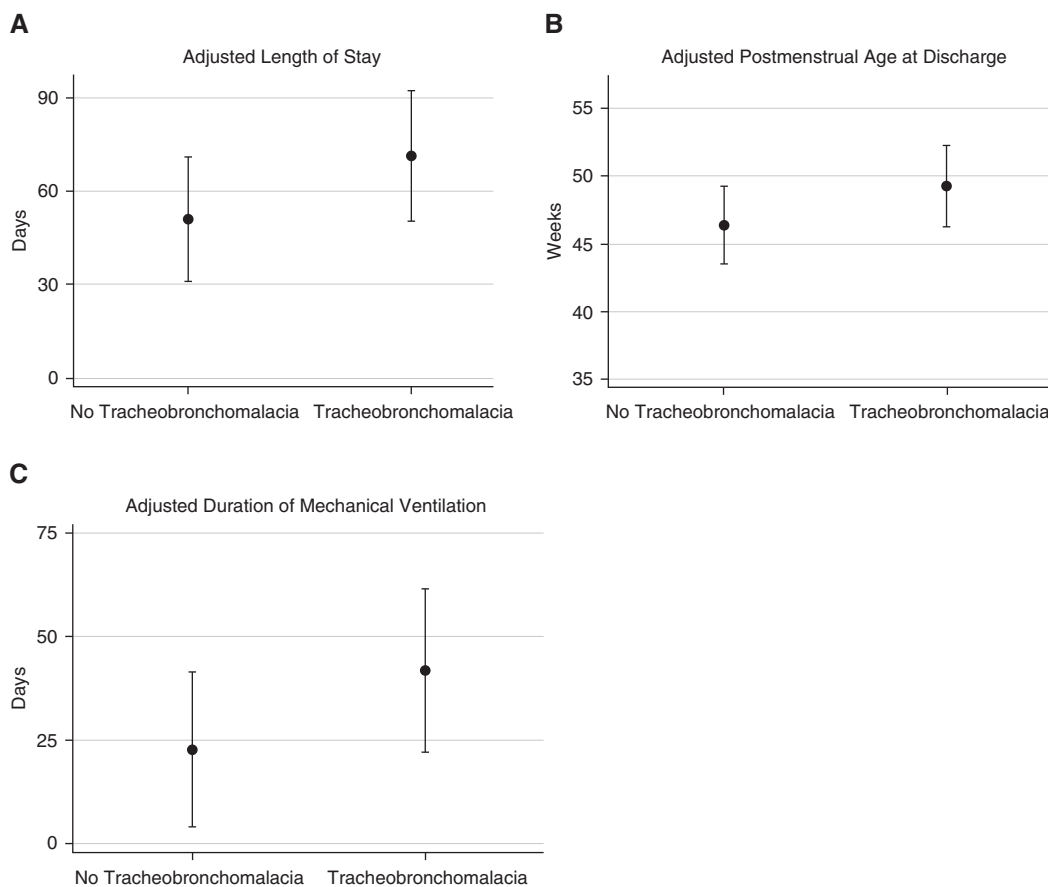 A
Adjusted Length of Stay
90
60
30
0
Days
No Tracheobronchomalacia Tracheobronchomalacia
B
Adjusted Postmenstrual Age at Discharge
55
50
45
40
35
Weeks
No Tracheobronchomalacia Tracheobronchomalacia
C
Adjusted Duration of Mechanical Ventilation
75
50
25
0
Days
No Tracheobronchomalacia Tracheobronchomalacia